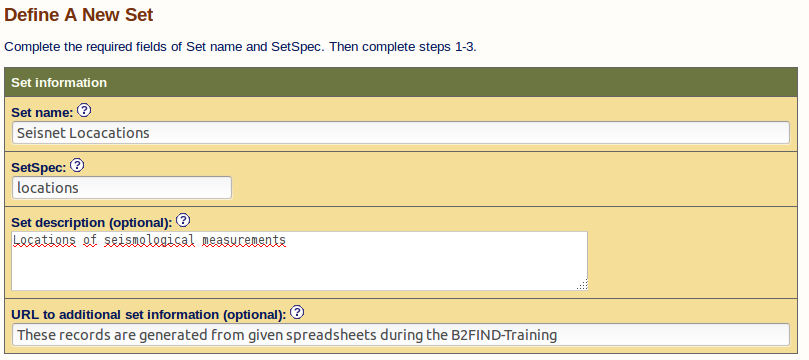 Define A New Set
Complete the required fields of Set name and SetSpec. Then complete steps 1-3.
Set information
Set name: ?
Seisnet Locacations
SetSpec: ?
locations
Set description (optional): ?
Locations of seismological measurements
URL to additional set information (optional): ?
These records are generated from given spreadsheets during the B2FIND-Training